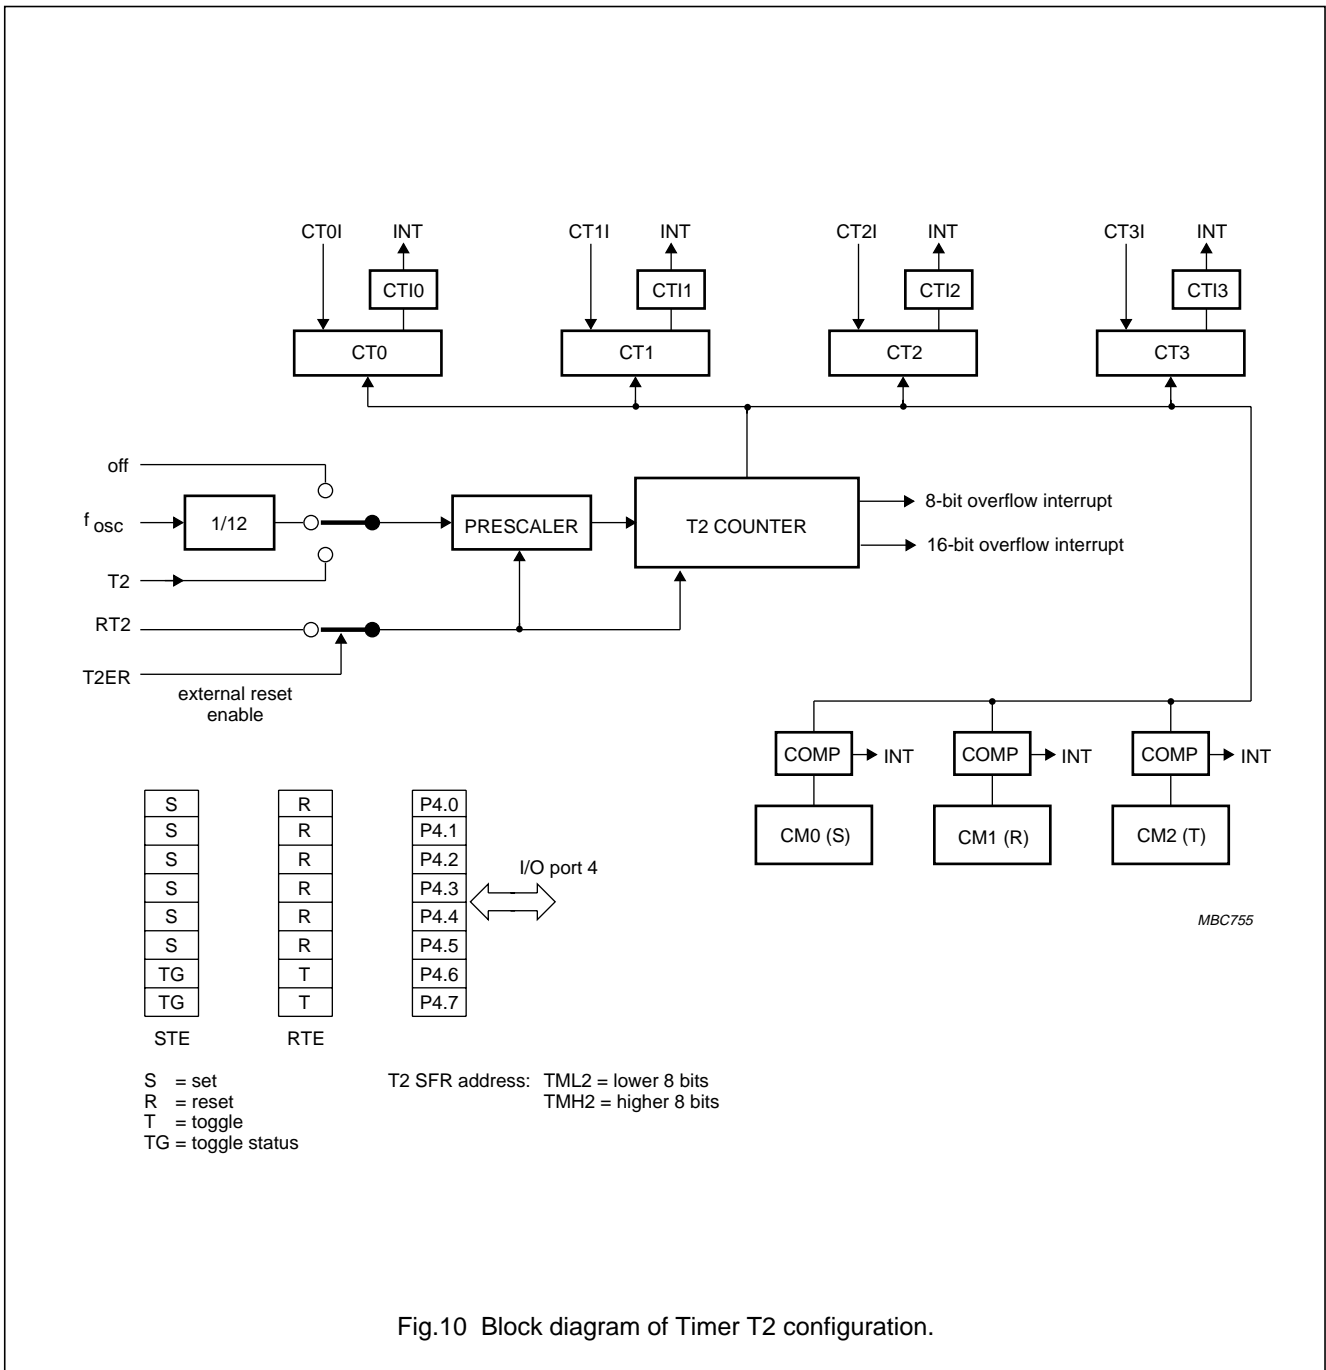 CT0I INT CT1I INT CT2I INT CT3I INT
CTI0 CTI1 CTI2 CTI3
CT0 CT1 CT2 CT3
off
fosc 1/12 PRESCALER T2 COUNTER
8-bit overflow interrupt
16-bit overflow interrupt
T2
RT2
T2ER
external reset
enable
COMP INT COMP INT COMP INT
CM0 (S) CM1 (R) CM2 (T)
S R P4.0
S R P4.1
S R P4.2
S R P4.3
S R P4.4
S R P4.5
TG T P4.6
TG T P4.7
I/O port 4
STE RTE
MBC755
S = set
R = reset
T = toggle
TG = toggle status
T2 SFR address: TML2 = lower 8 bits
TMH2 = higher 8 bits
Fig.10 Block diagram of Timer T2 configuration.